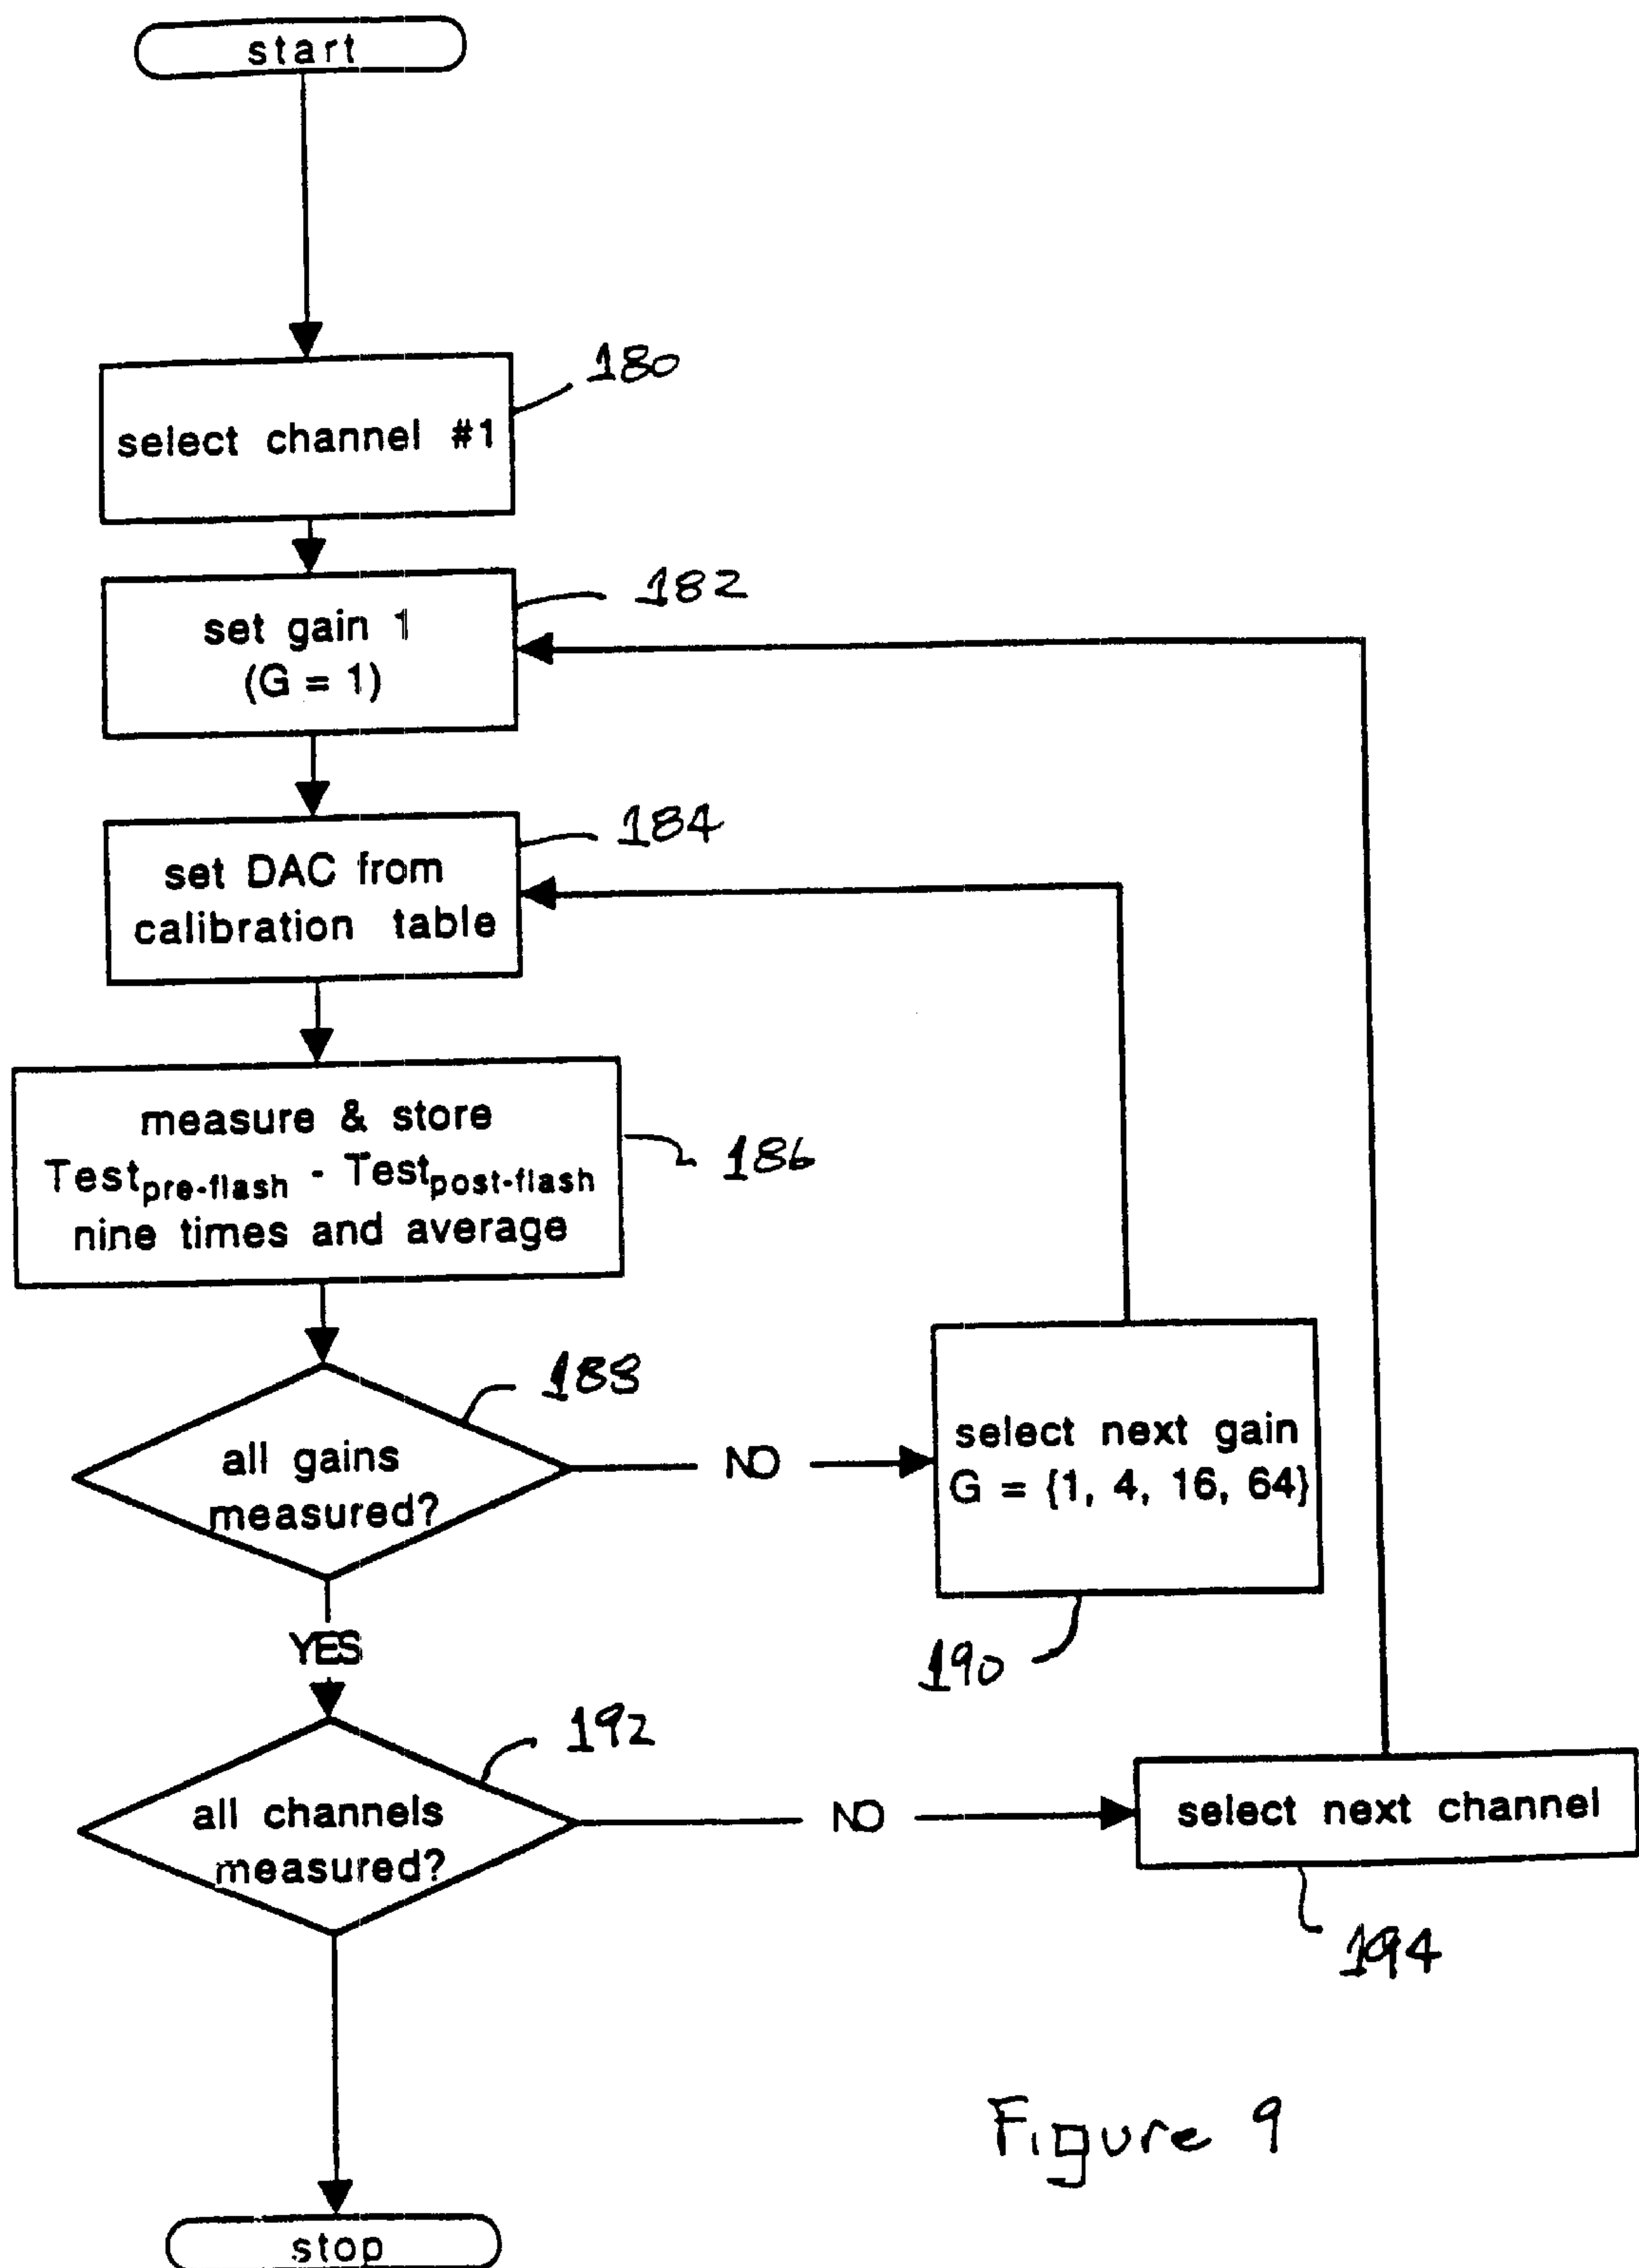 start
180
select channel #1
182
set gain 1
(G = 1)
184
set DAC from
calibration table
measure & store
Testpre-flash - Testpost-flash
nine times and average
186
188
all gains
measured?
NO
select next gain
G = {1, 4, 16, 64}
190
YES
192
all channels
measured?
NO
select next channel
194
Figure 9
stop